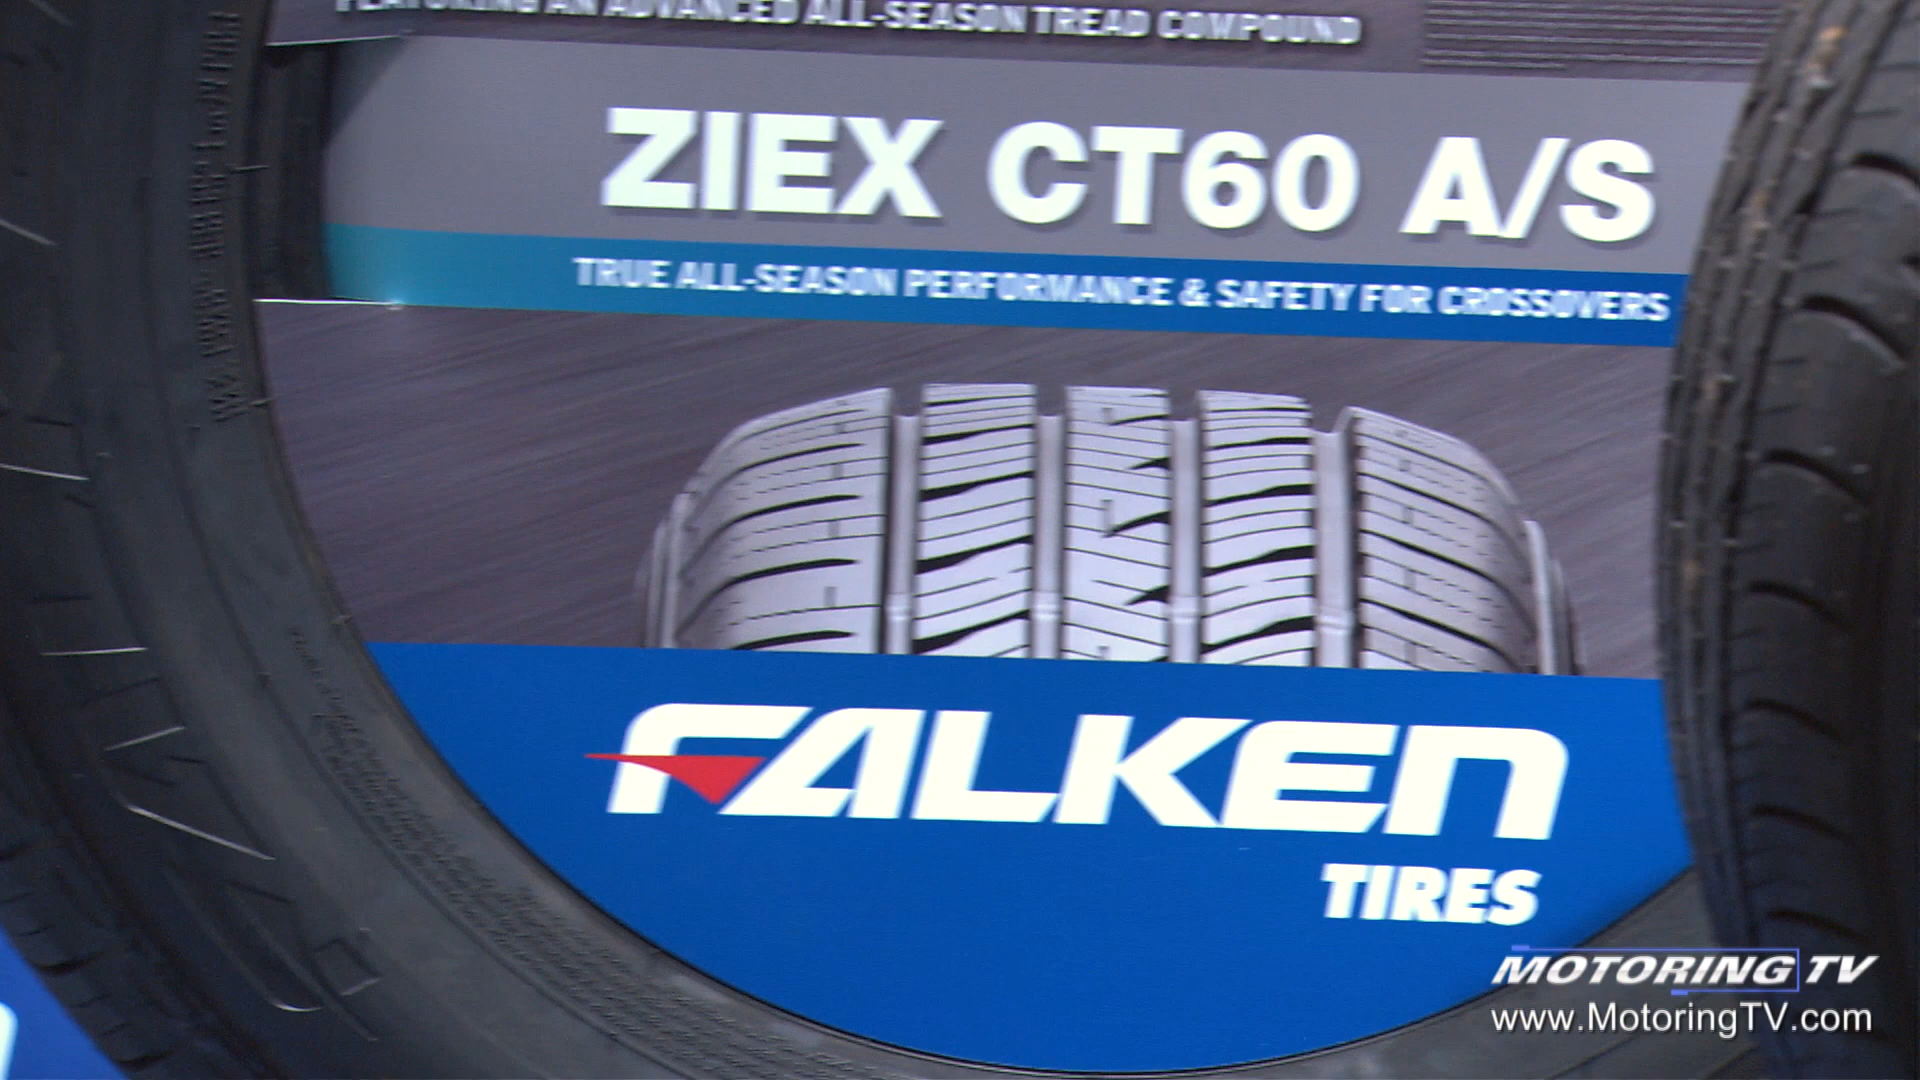 FEATURING AN ADVANCED ALL-SEASON TREAD COMPOUND
ZIEX CT60 A/S
TRUE ALL-SEASON PERFORMANCE & SAFETY FOR CROSSOVERS
FALKEN
TIRES
MOTORING TV
www.MotoringTV.com